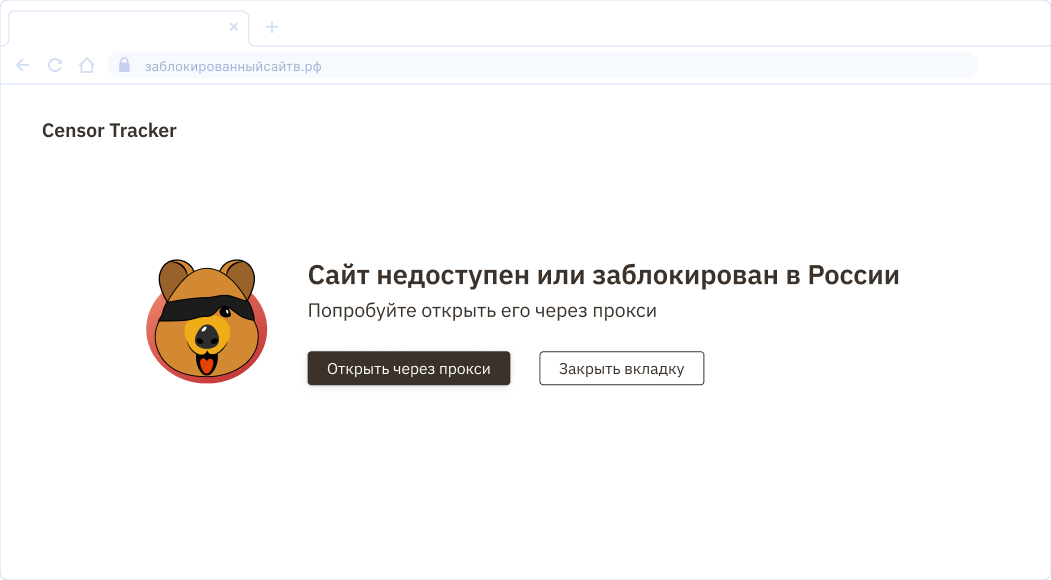 заблокированныйсайтв.рф
Censor Tracker
Сайт недоступен или заблокирован в России
Попробуйте открыть его через прокси
Открыть через прокси
Закрыть вкладку